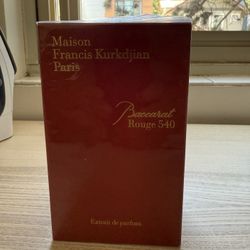 Maison
Francis Kurkdjian
Paris
Baccarat
Rouge 540
Extrait de parfum